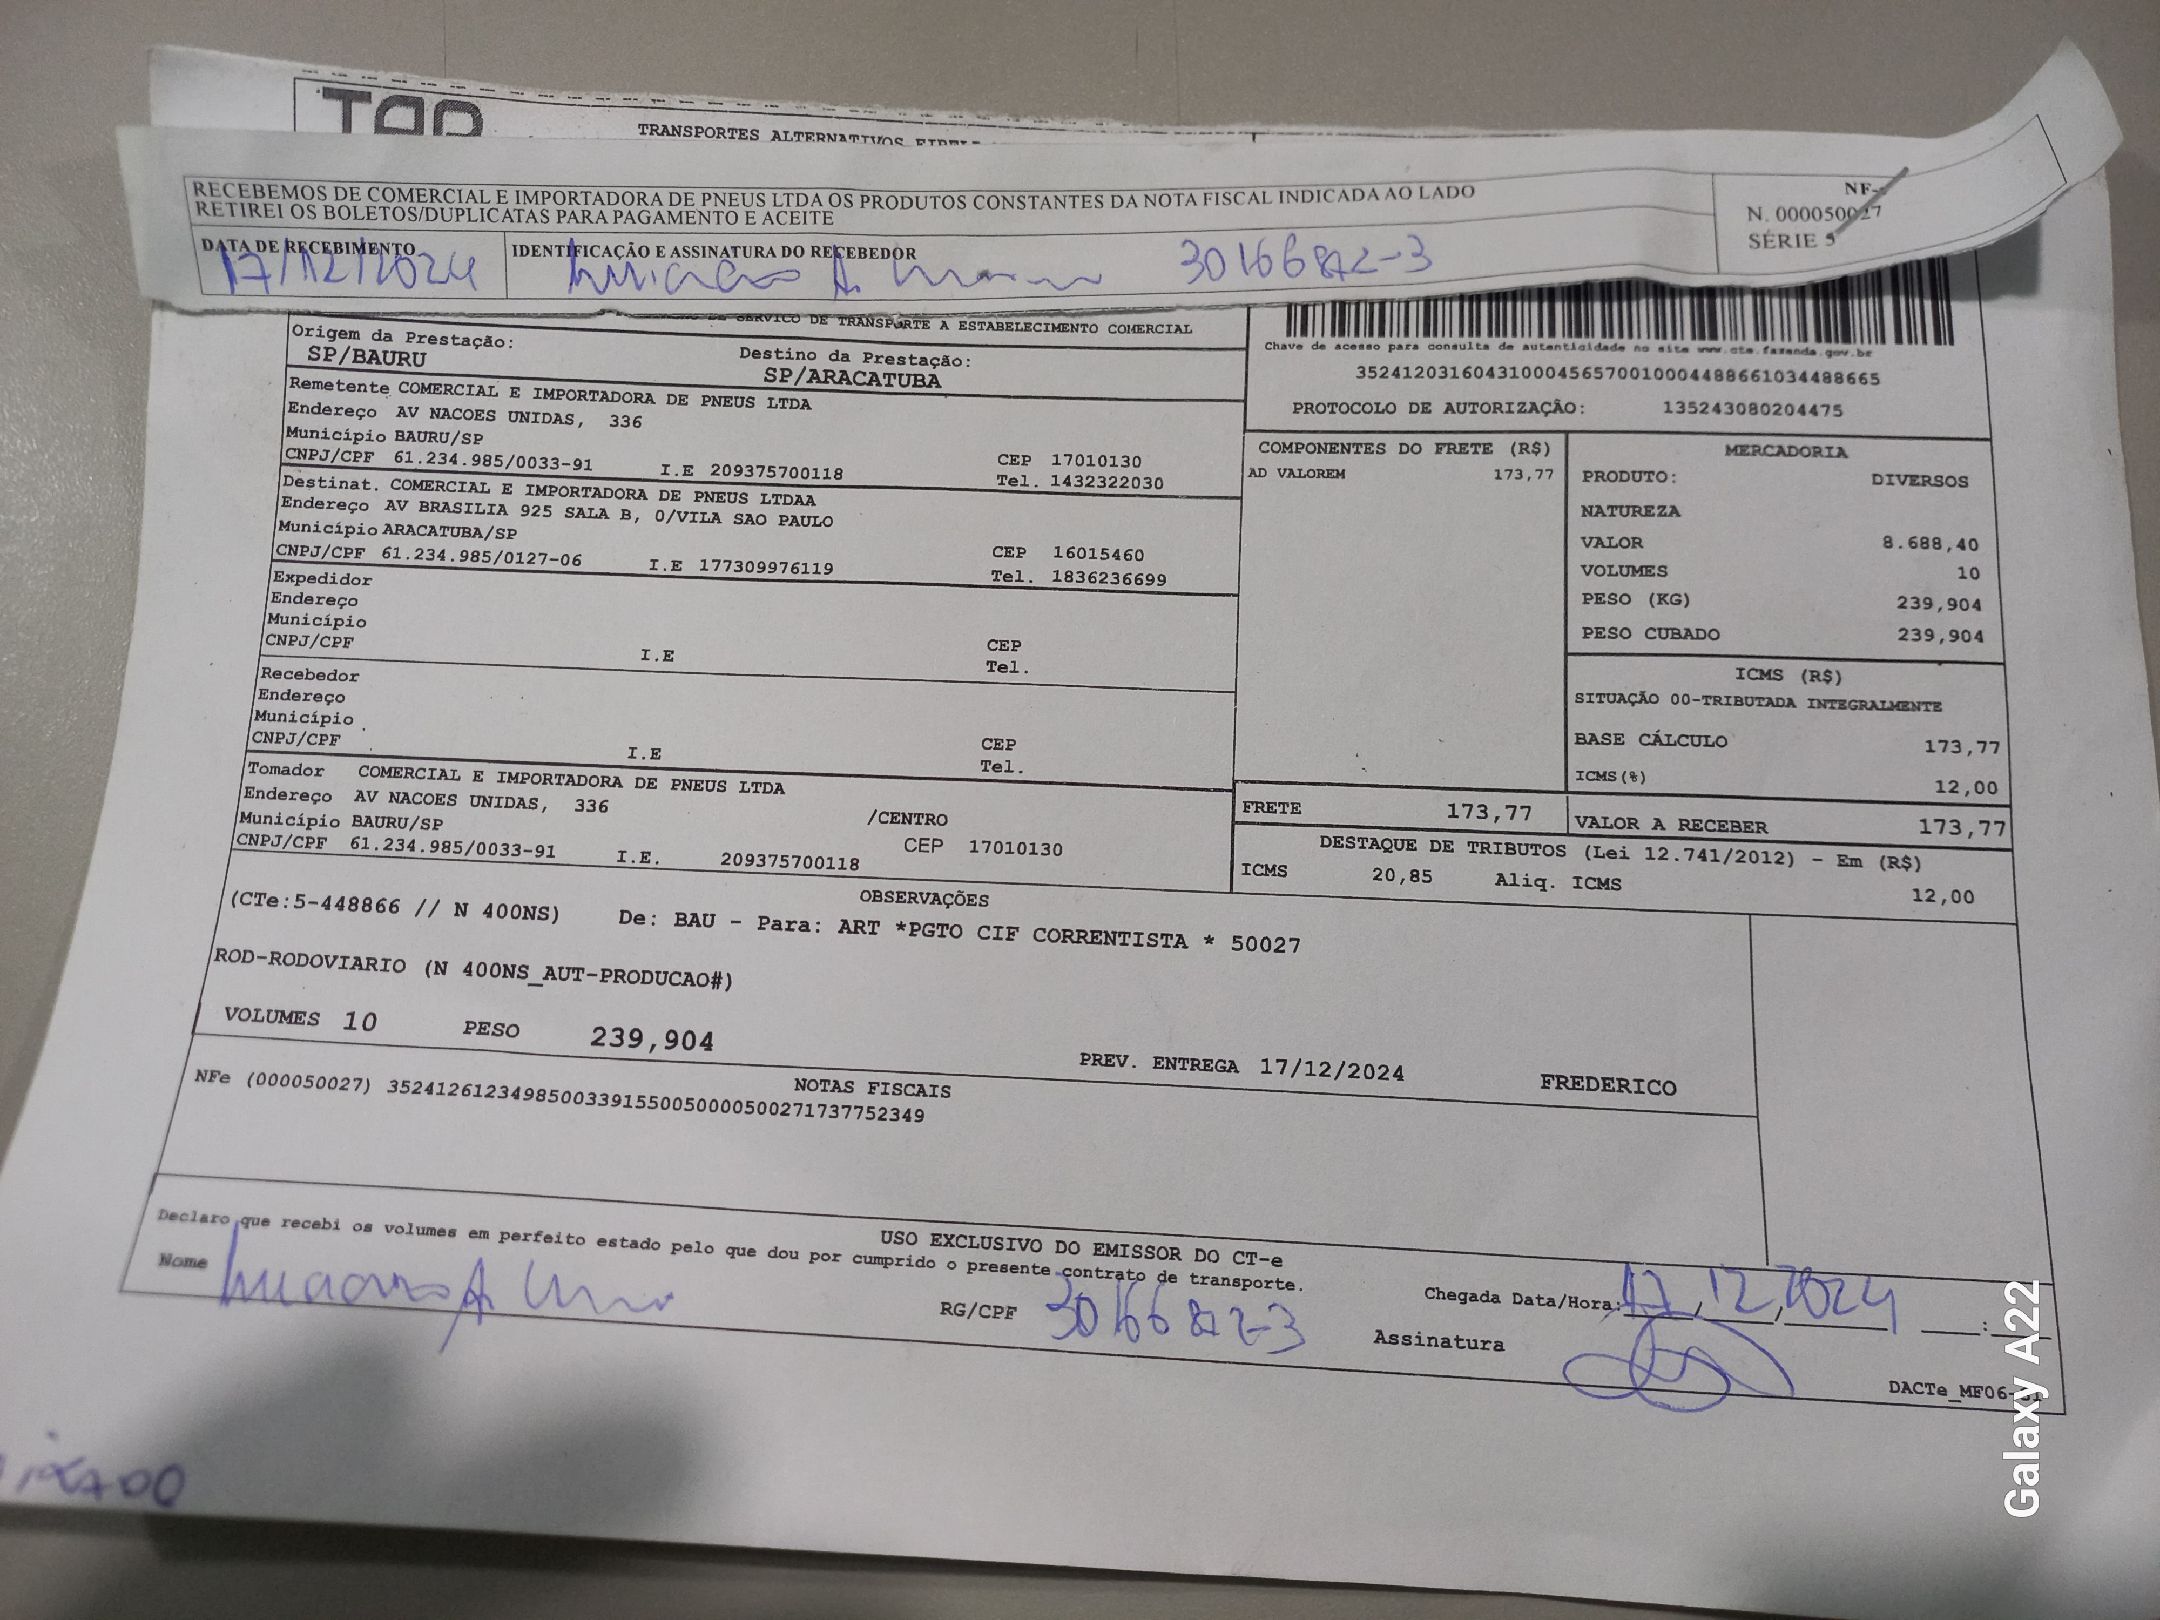 TRANSPORTES ALTERNATIVOS
RECEBEMOS DE COMERCIAL E IMPORTADORA DE PNEUS LTDA OS PRODUTOS CONSTANTES DA NOTA FISCAL INDICADA AO LADO
RETIREI OS BOLETOS/DUPLICATAS PARA PAGAMENTO E ACEITE
NF-
N. 000050027
SÉRIE 5
DATA DE RECEBIMENTO
17/12/2024
IDENTIFICAÇÃO E ASSINATURA DO RECEBEDOR
30166872-3
SERVICO DE TRANSPORTE A ESTABELECIMENTO COMERCIAL
Origem da Prestação:
SP/BAURU
Destino da Prestação:
SP/ARACATUBA
Chave de acesso para consulta de autenticidade no site www.cte.fazenda.gov.br
35241203160431000456570010004488661034488665
PROTOCOLO DE AUTORIZAÇÃO: 135243080204475
Remetente COMERCIAL E IMPORTADORA DE PNEUS LTDA
Endereço AV NACOES UNIDAS, 336
Município BAURU/SP
CNPJ/CPF 61.234.985/0033-91 I.E 209375700118
CEP 17010130
Tel. 1432322030
Destinat. COMERCIAL E IMPORTADORA DE PNEUS LTDAA
Endereço AV BRASILIA 925 SALA B, 0/VILA SAO PAULO
Município ARACATUBA/SP
CNPJ/CPF 61.234.985/0127-06 I.E 177309976119
CEP 16015460
Tel. 1836236699
Expedidor
Endereço
Município
CNPJ/CPF I.E
CEP
Tel.
Recebedor
Endereço
Município
CNPJ/CPF I.E
CEP
Tel.
Tomador COMERCIAL E IMPORTADORA DE PNEUS LTDA
Endereço AV NACOES UNIDAS, 336 /CENTRO
Município BAURU/SP
CNPJ/CPF 61.234.985/0033-91 I.E. 209375700118 CEP 17010130
COMPONENTES DO FRETE (R$)
AD VALOREM 173,77
MERCADORIA
PRODUTO: DIVERSOS
NATUREZA
VALOR 8.688,40
VOLUMES 10
PESO (KG) 239,904
PESO CUBADO 239,904
ICMS (R$)
SITUAÇÃO 00-TRIBUTADA INTEGRALMENTE
BASE CÁLCULO 173,77
ICMS(%) 12,00
FRETE 173,77
VALOR A RECEBER 173,77
DESTAQUE DE TRIBUTOS (Lei 12.741/2012) - Em (R$)
ICMS 20,85 Aliq. ICMS 12,00
OBSERVAÇÕES
(CTe:5-448866 // N 400NS) De: BAU - Para: ART *PGTO CIF CORRENTISTA * 50027
ROD-RODOVIARIO (N 400NS_AUT-PRODUCAO#)
VOLUMES 10 PESO 239,904
PREV. ENTREGA 17/12/2024 FREDERICO
NOTAS FISCAIS
NFe (000050027) 35241261234985003391550050000500271737752349
USO EXCLUSIVO DO EMISSOR DO CT-e
Declaro que recebi os volumes em perfeito estado pelo que dou por cumprido o presente contrato de transporte.
Nome
RG/CPF 30166872-3
Chegada Data/Hora: 17,12,2024 :
Assinatura
DACTe_MF06-
Galaxy A22